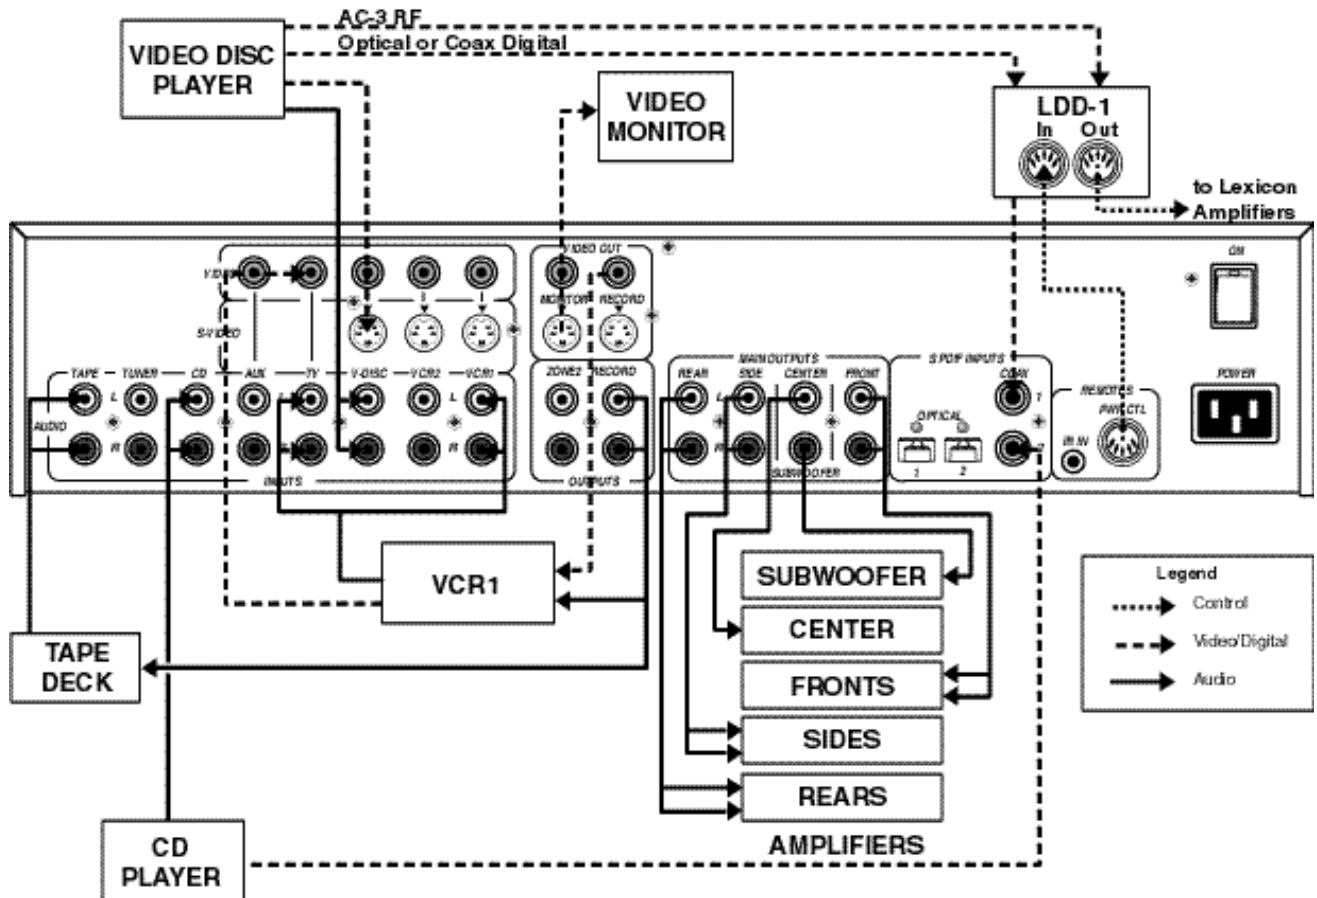 AC-3 RF
Optical or Coax Digital
VIDEO DISC
PLAYER
VIDEO
MONITOR
LDD-1
In Out
to Lexicon
Amplifiers
VIDEO OUT
ON
VIDEO
MONITOR RECORD
S-VIDEO
MAIN OUTPUTS
S/PDIF INPUTS
TAPE TUNER CD AUX TV V-DISC VCR2 VCR1
ZONE2 RECORD
REAR SIDE CENTER FRONT
COAX
POWER
REMOTES
L L L 1
AUDIO
OPTICAL
PWR CTL
IR IN
R R R 2
1 2
SUBWOOFER
INPUTS
OUTPUTS
SUBWOOFER
VCR1
CENTER
Legend
Control
Video/Digital
Audio
TAPE
DECK
FRONTS
SIDES
REARS
AMPLIFIERS
CD
PLAYER